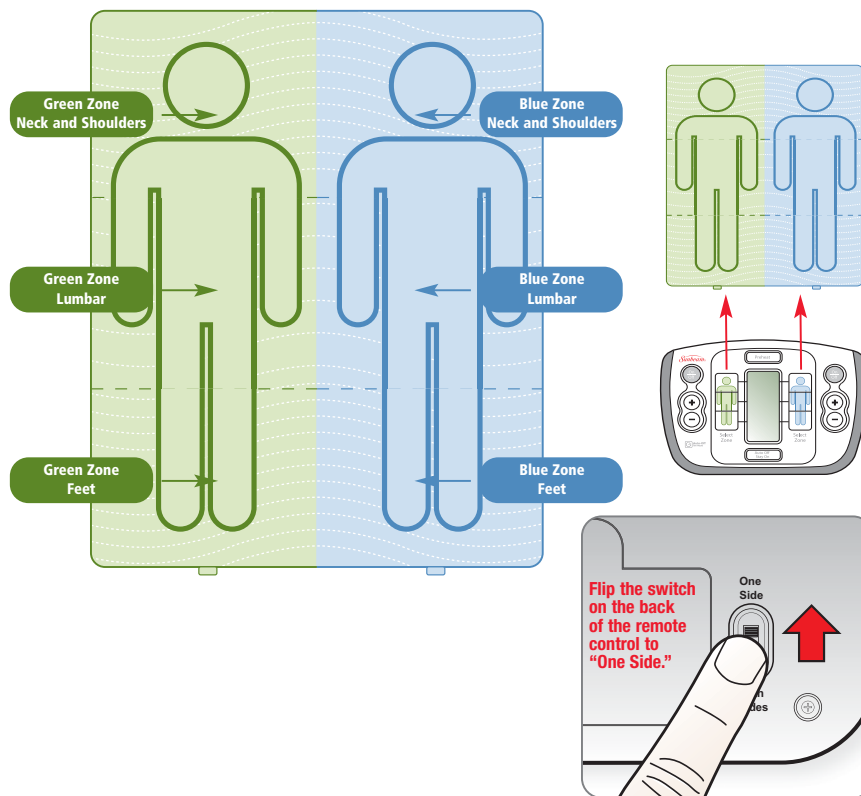 Green Zone
Neck and Shoulders
Blue Zone
Neck and Shoulders
Green Zone
Lumbar
Blue Zone
Lumbar
Green Zone
Feet
Blue Zone
Feet
Sunbeam
Preheat
Select
Zone
Select
Zone
Flip the switch
on the back
of the remote
control to
“One Side.”
One
Side